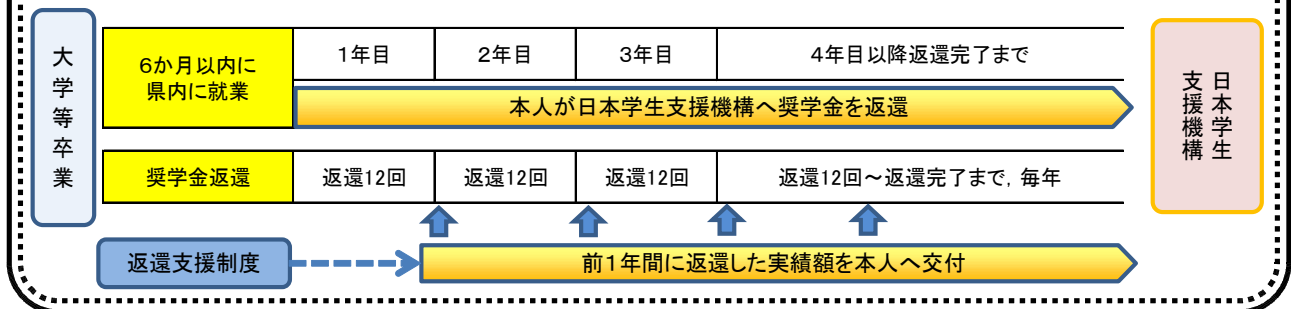 大学等卒業
6か月以内に
県内に就業
1年目
2年目
3年目
4年目以降返還完了まで
本人が日本学生支援機構へ奨学金を返還
奨学金返還
返還12回
返還12回
返還12回
返還12回～返還完了まで，毎年
返還支援制度
前1年間に返還した実績額を本人へ交付
日本学生
支援機構